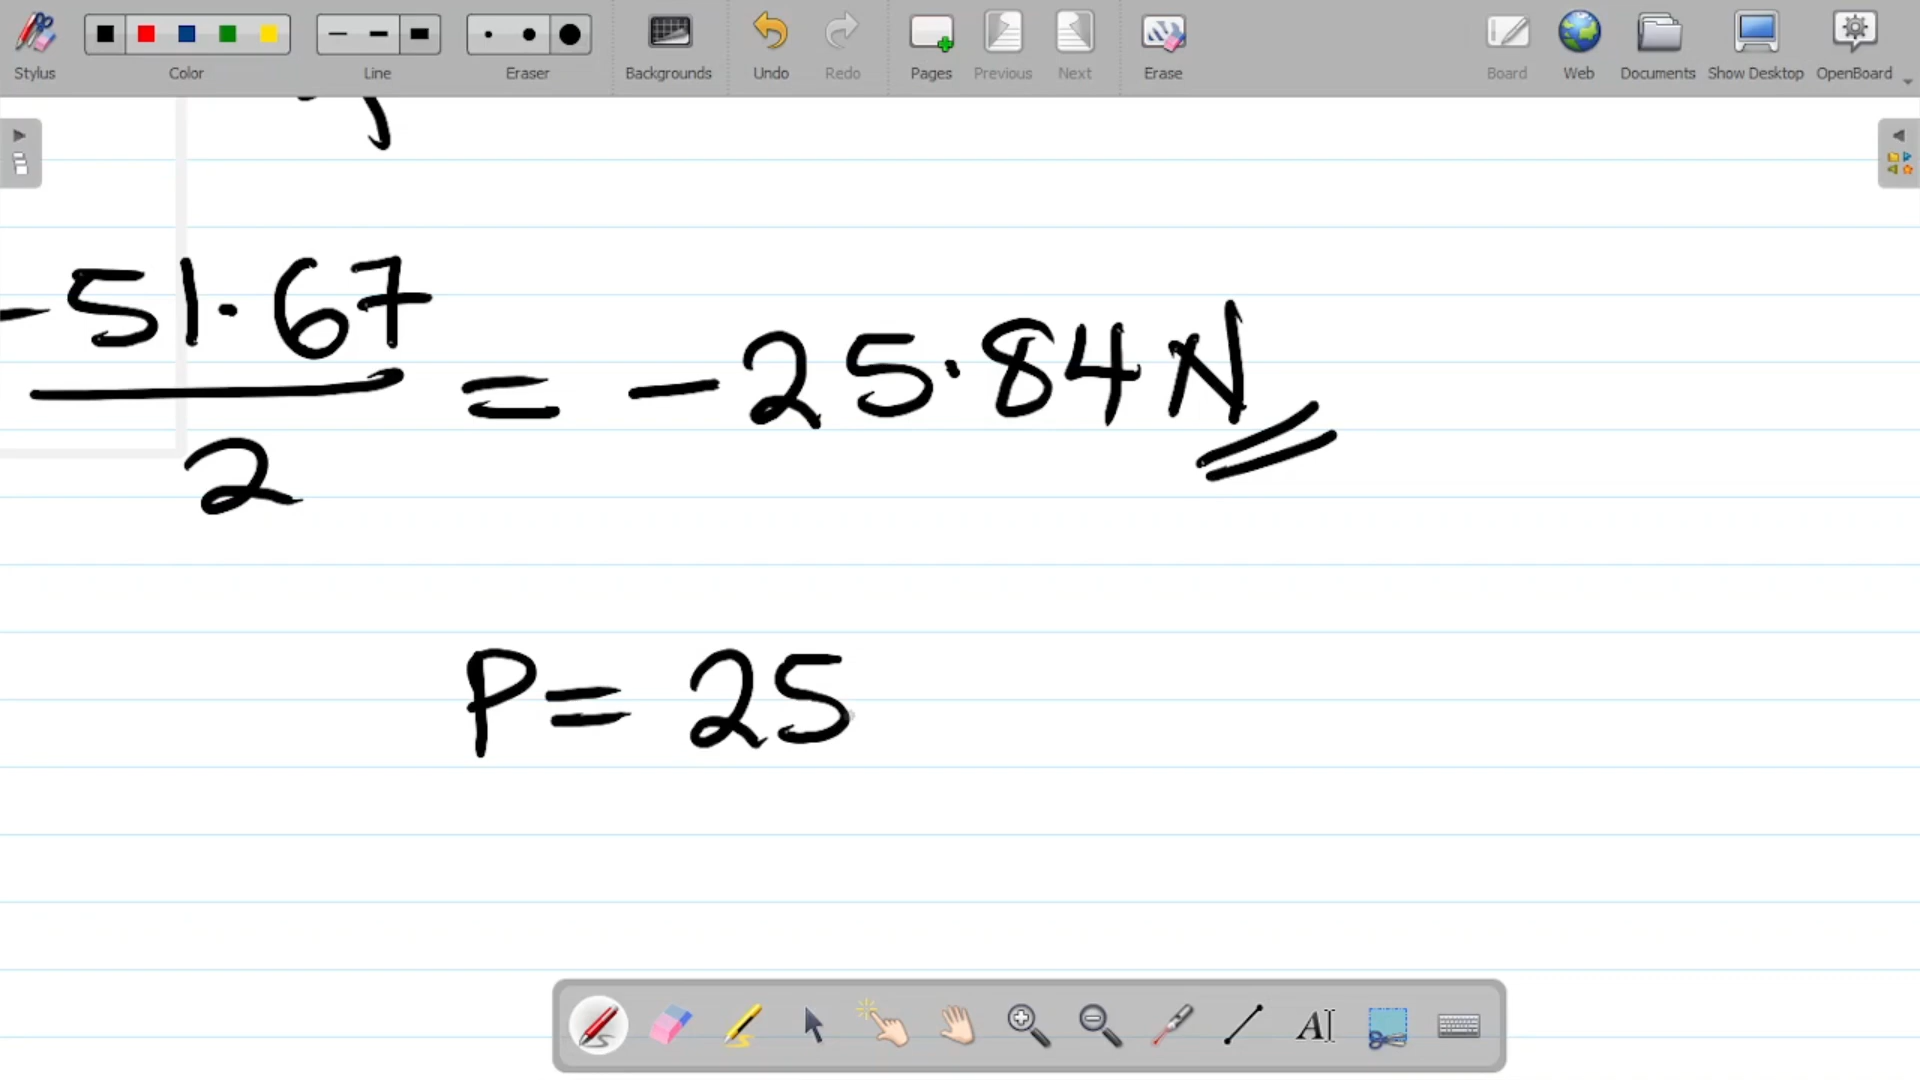 Stylus
Color
Line
Eraser
Backgrounds
Undo
Redo
Pages
Previous
Next
Erase
Board
Web
Documents
Show Desktop
OpenBoard
-51.67
2
= -25.84 N
P = 25